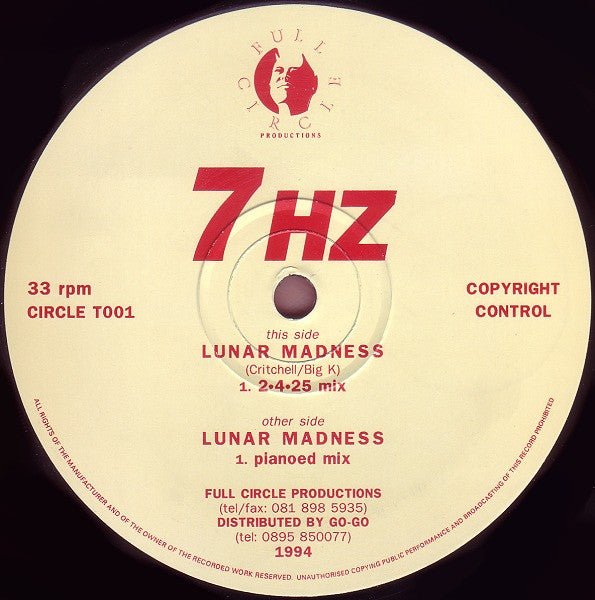 FULL CIRCLE
PRODUCTIONS
7 HZ
33 rpm
CIRCLE T001
COPYRIGHT
CONTROL
this side
LUNAR MADNESS
(Critchell/Big K)
1. 2•4•25 mix
other side
LUNAR MADNESS
1. pianoed mix
FULL CIRCLE PRODUCTIONS
(tel/fax: 081 898 5935)
DISTRIBUTED BY GO-GO
(tel: 0895 850077)
1994
ALL RIGHTS OF THE MANUFACTURER AND OF THE OWNER OF THE RECORDED WORK RESERVED. UNAUTHORISED COPYING PUBLIC PERFORMANCE AND BROADCASTING OF THIS RECORD PROHIBITED